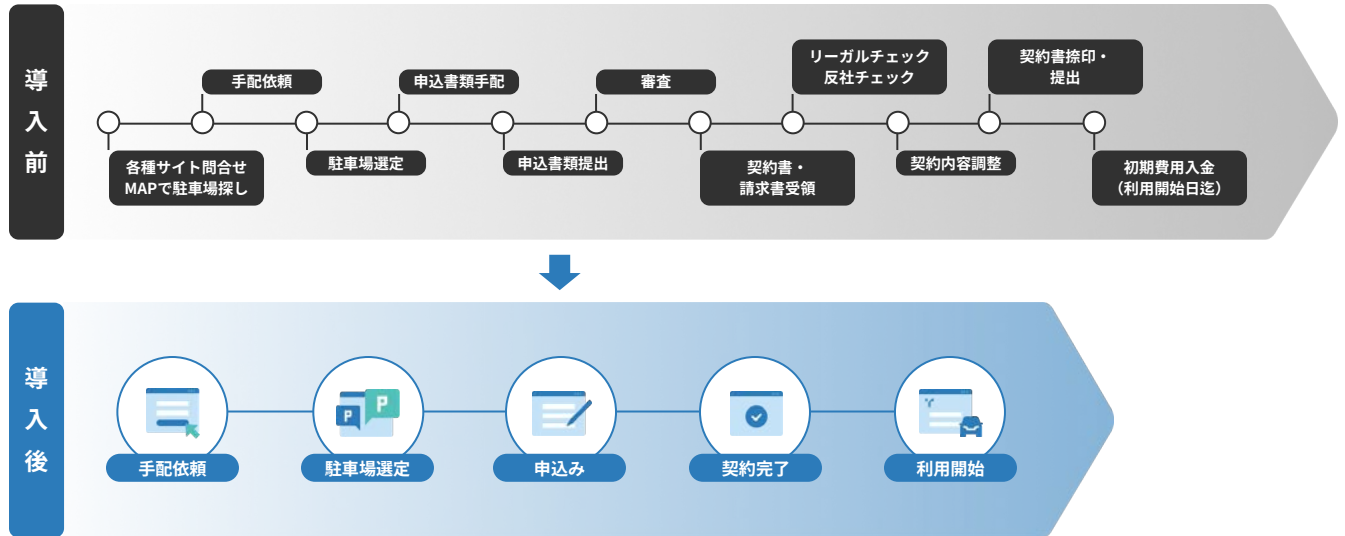 導入前
各種サイト問合せ
MAPで駐車場探し
手配依頼
駐車場選定
申込書類手配
申込書類提出
審査
契約書・
請求書受領
リーガルチェック
反社チェック
契約内容調整
契約書捺印・
提出
初期費用入金
（利用開始日迄）
導入後
手配依頼
P
P
駐車場選定
申込み
契約完了
利用開始